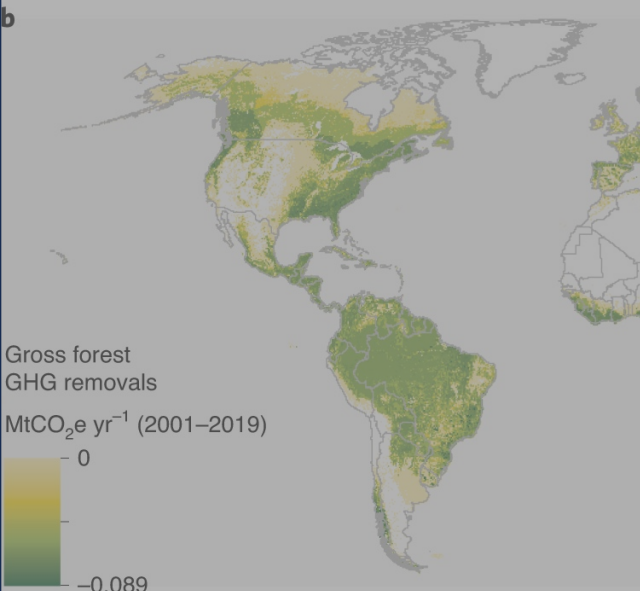 b
Gross forest
GHG removals
MtCO₂e yr⁻¹ (2001–2019)
0
–0.089